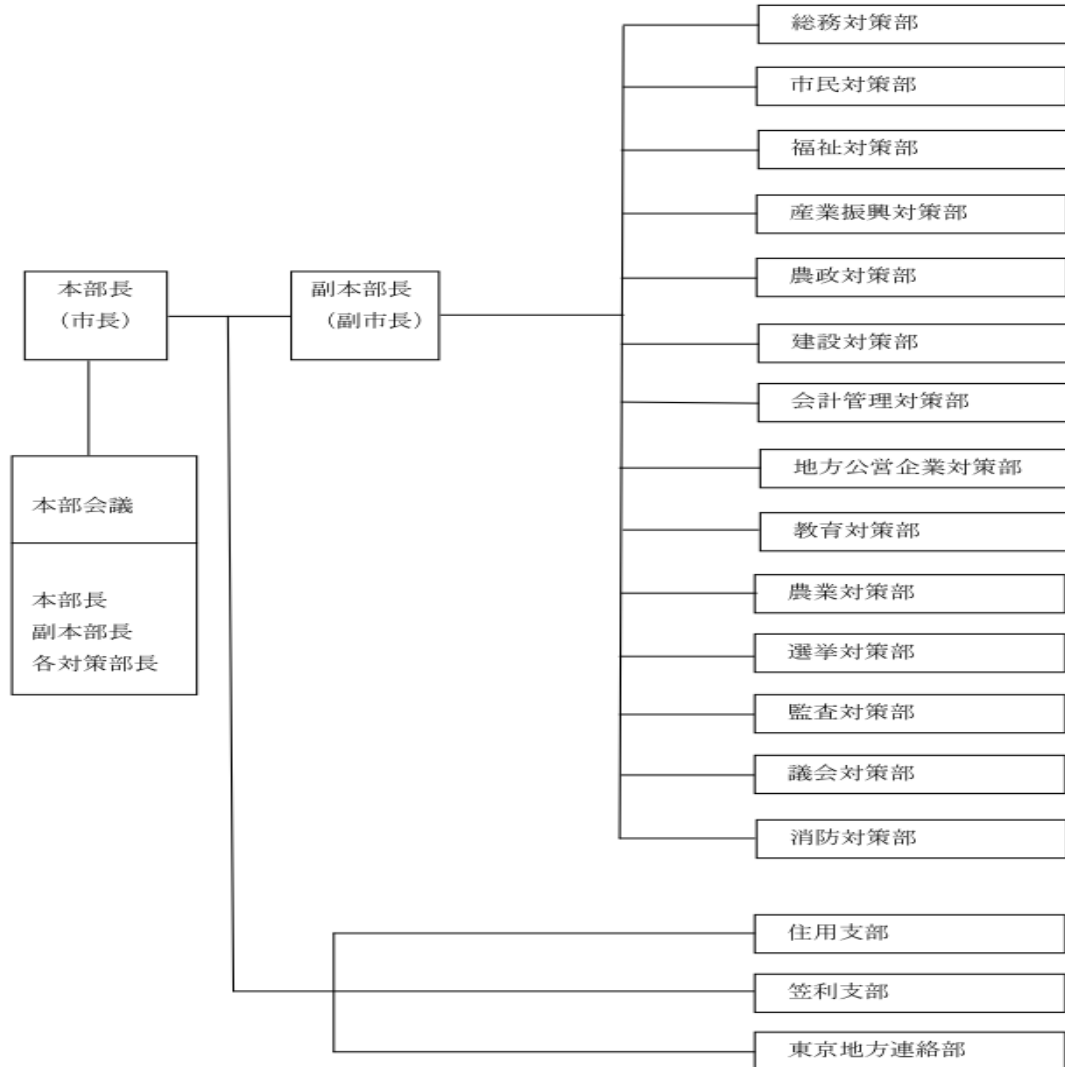 本部長
（市長）
本部会議
本部長
副本部長
各対策部長
副本部長
（副市長）
総務対策部
市民対策部
福祉対策部
産業振興対策部
農政対策部
建設対策部
会計管理対策部
地方公営企業対策部
教育対策部
農業対策部
選挙対策部
監査対策部
議会対策部
消防対策部
住用支部
笠利支部
東京地方連絡部